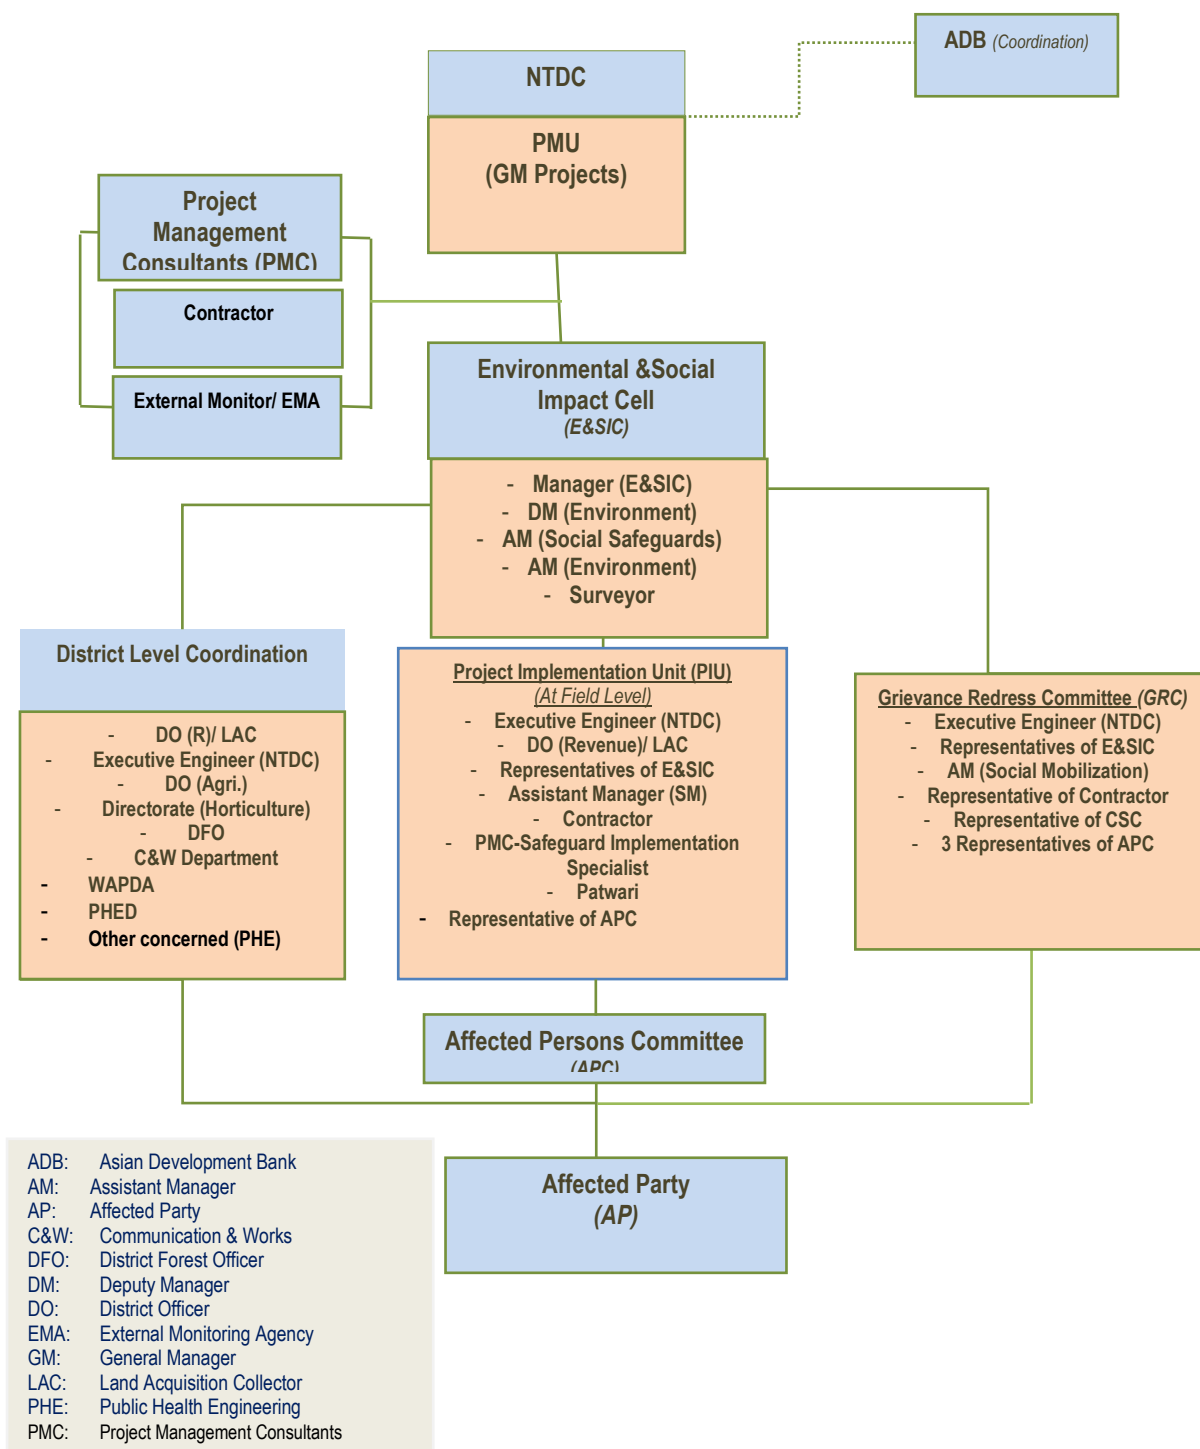 ADB (Coordination)
NTDC
PMU
(GM Projects)
Project
Management
Consultants (PMC)
Contractor
External Monitor/ EMA
Environmental &Social
Impact Cell
(E&SIC)
- Manager (E&SIC)
- DM (Environment)
- AM (Social Safeguards)
- AM (Environment)
- Surveyor
District Level Coordination
- DO (R)/ LAC
- Executive Engineer (NTDC)
- DO (Agri.)
- Directorate (Horticulture)
- DFO
- C&W Department
- WAPDA
- PHED
- Other concerned (PHE)
Project Implementation Unit (PIU)
(At Field Level)
- Executive Engineer (NTDC)
- DO (Revenue)/ LAC
- Representatives of E&SIC
- Assistant Manager (SM)
- Contractor
- PMC-Safeguard Implementation
Specialist
- Patwari
- Representative of APC
Grievance Redress Committee (GRC)
- Executive Engineer (NTDC)
- Representatives of E&SIC
- AM (Social Mobilization)
- Representative of Contractor
- Representative of CSC
- 3 Representatives of APC
Affected Persons Committee
(APC)
Affected Party
(AP)
ADB: Asian Development Bank
AM: Assistant Manager
AP: Affected Party
C&W: Communication & Works
DFO: District Forest Officer
DM: Deputy Manager
DO: District Officer
EMA: External Monitoring Agency
GM: General Manager
LAC: Land Acquisition Collector
PHE: Public Health Engineering
PMC: Project Management Consultants